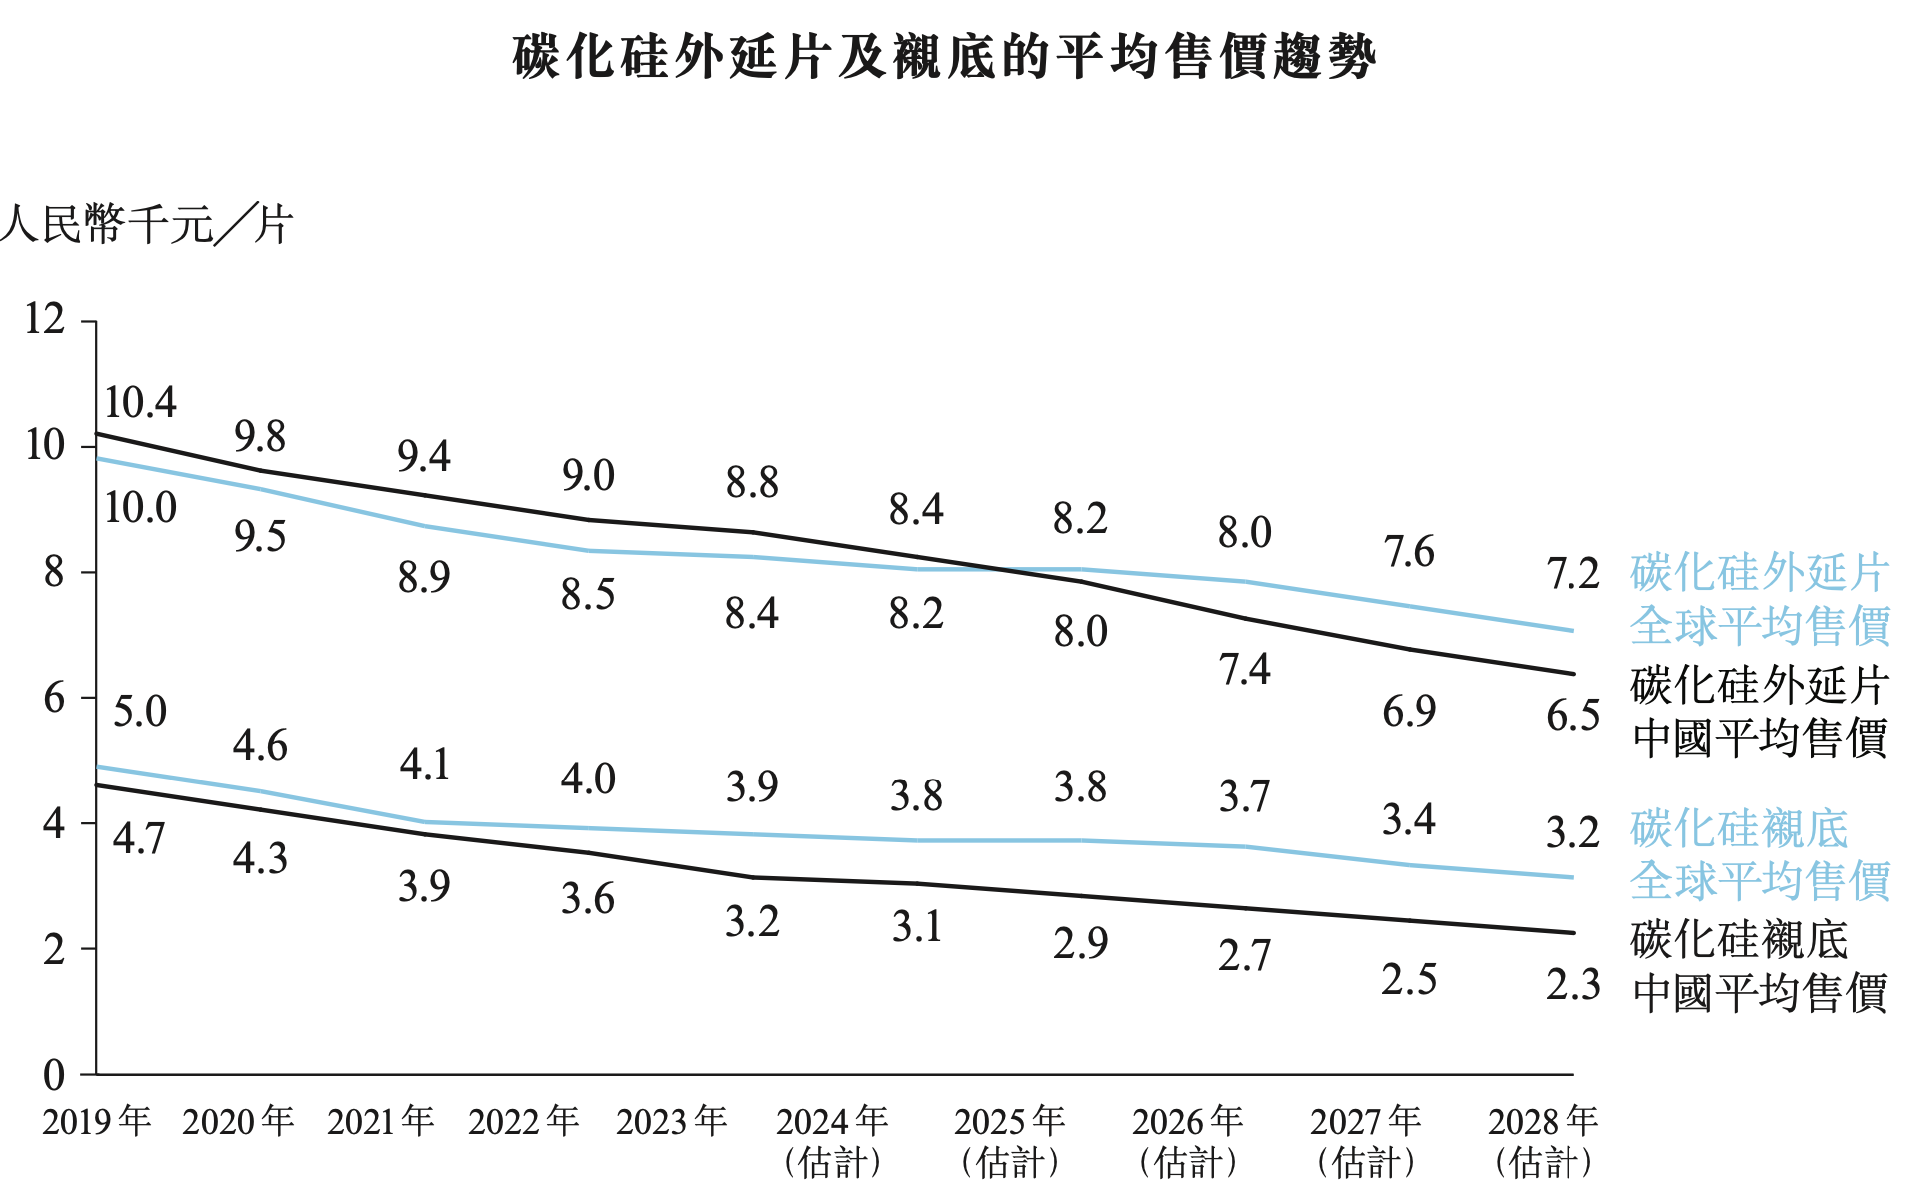 碳化硅外延片及襯底的平均售價趨勢
人民幣千元／片
12
10
8
6
4
2
0
10.4 9.8 9.4 9.0 8.8 8.4 8.2 8.0 7.6 7.2
10.0 9.5 8.9 8.5 8.4 8.2 8.0 7.4 6.9 6.5
5.0 4.6 4.1 4.0 3.9 3.8 3.8 3.7 3.4 3.2
4.7 4.3 3.9 3.6 3.2 3.1 2.9 2.7 2.5 2.3
碳化硅外延片
全球平均售價
碳化硅外延片
中國平均售價
碳化硅襯底
全球平均售價
碳化硅襯底
中國平均售價
2019年 2020年 2021年 2022年 2023年 2024年 2025年 2026年 2027年 2028年
(估計) (估計) (估計) (估計) (估計)